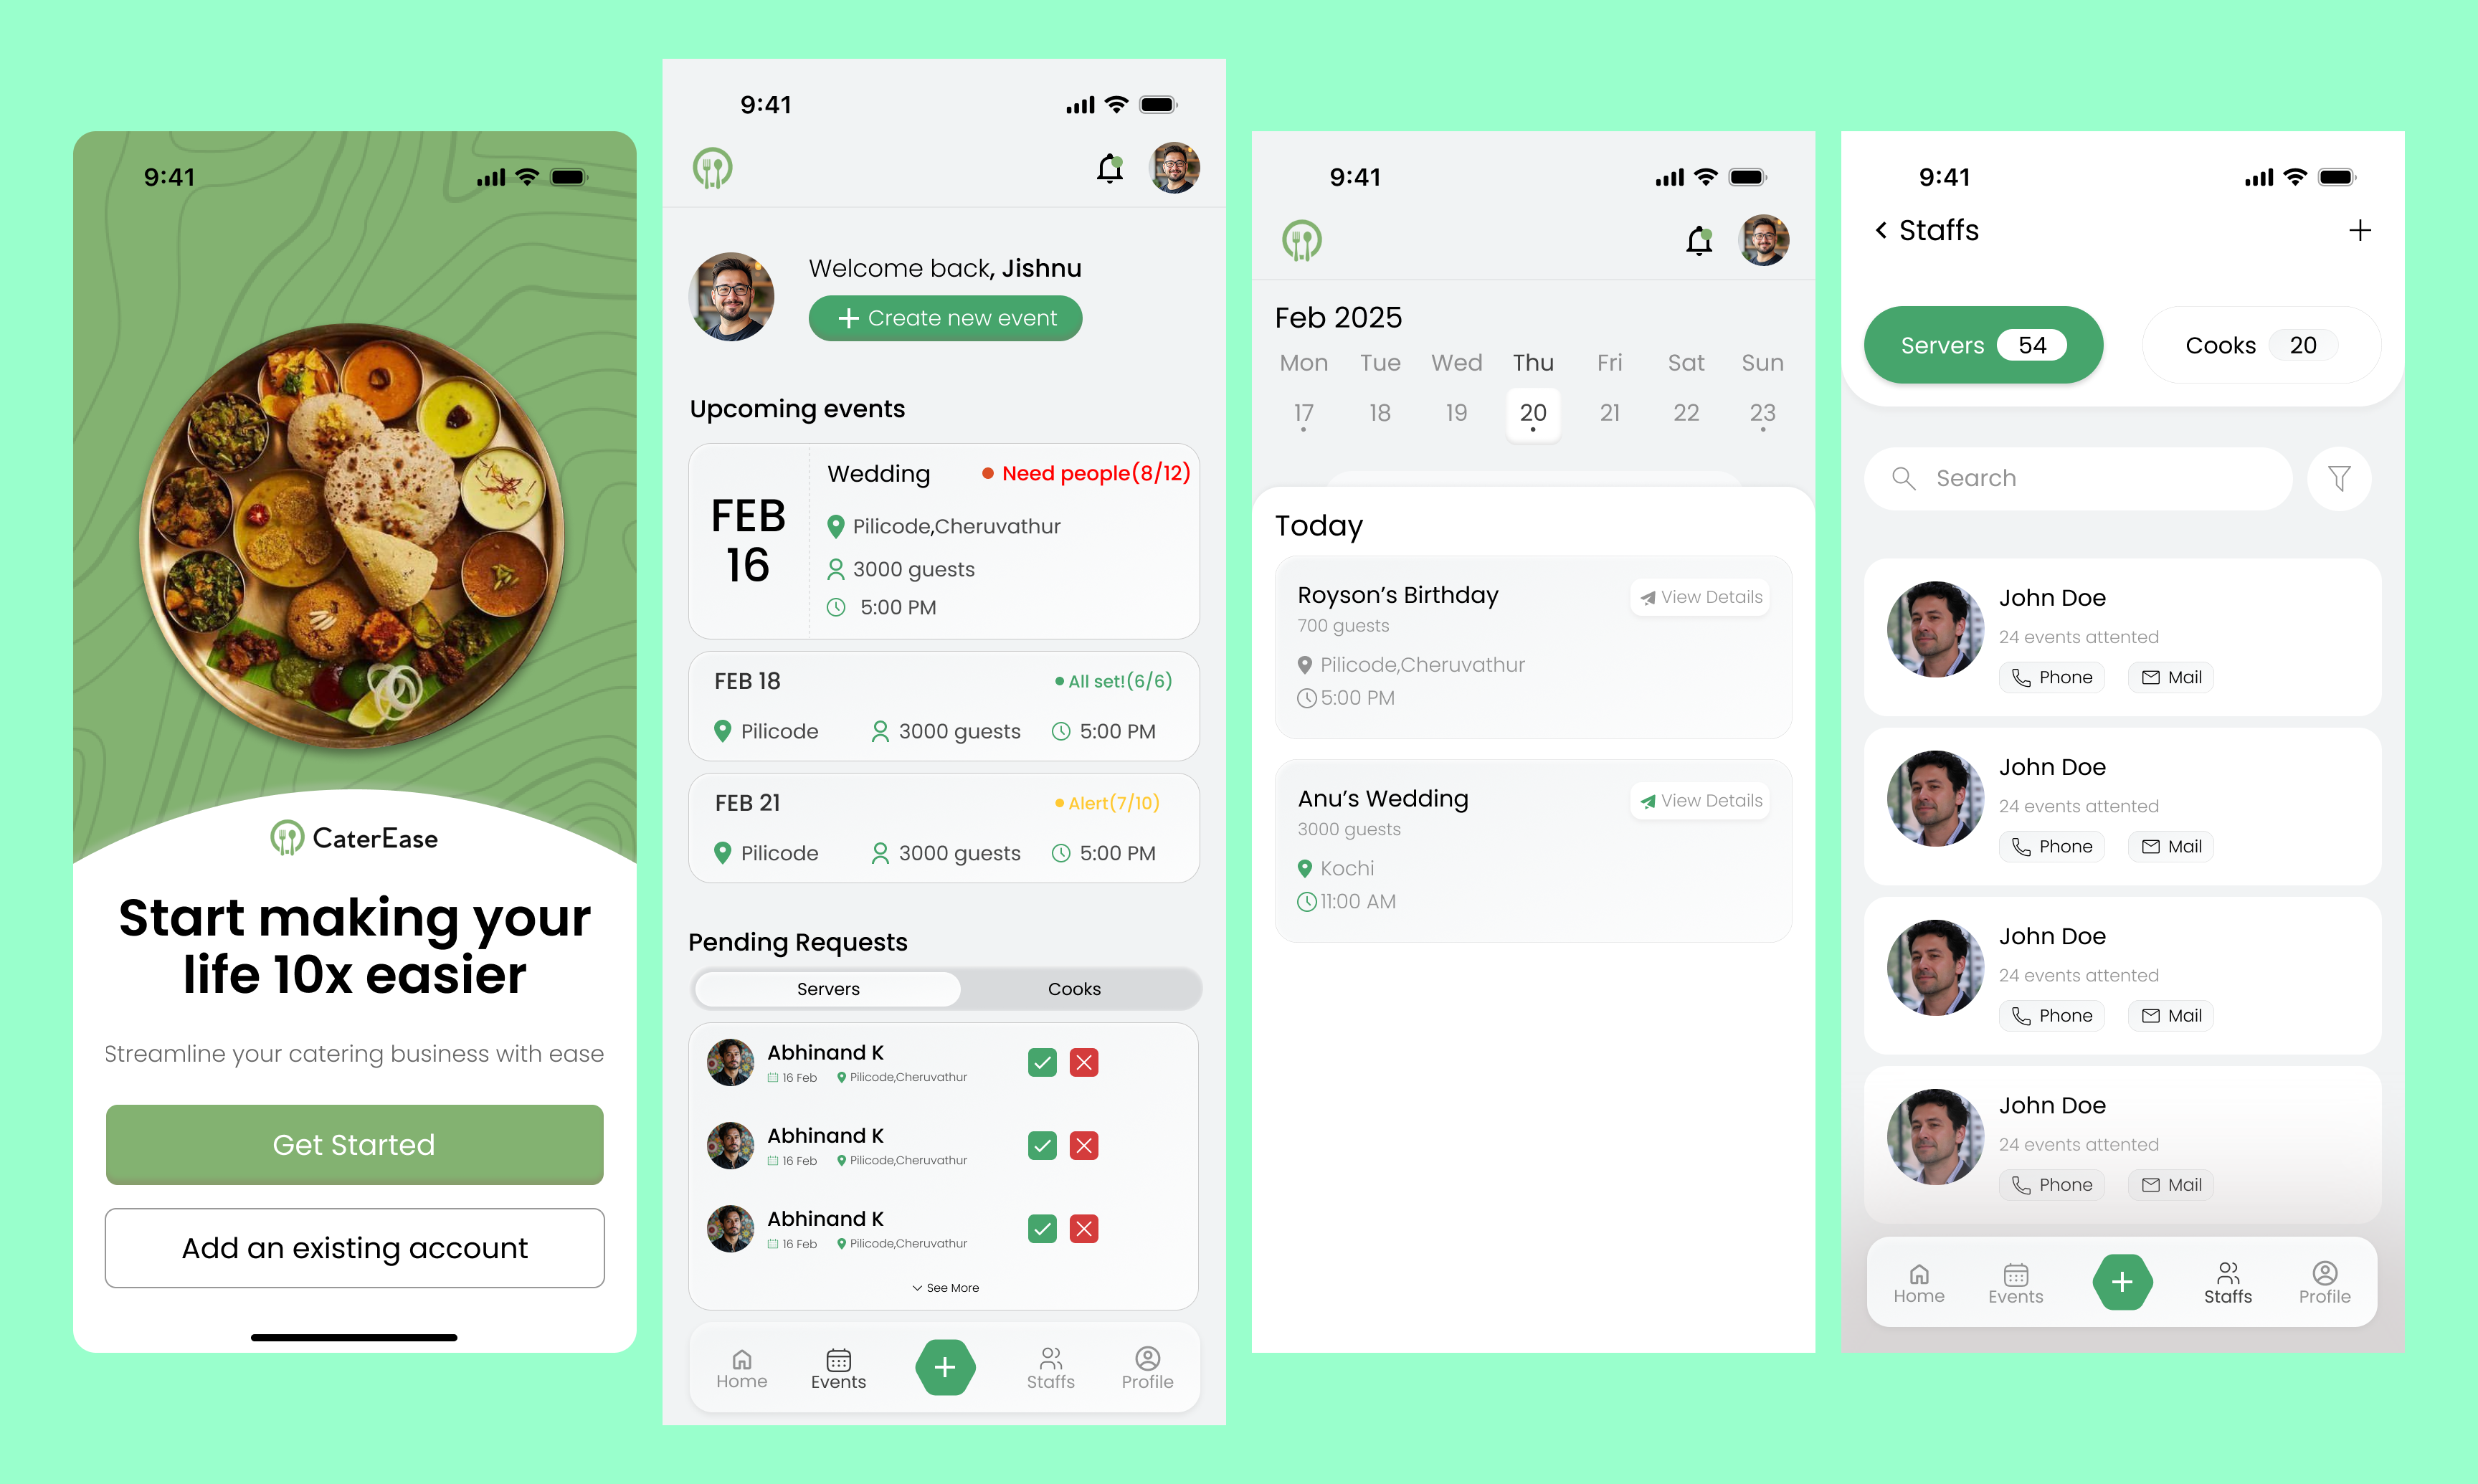 9:41
CaterEase
Start making your
life 10x easier
Streamline your catering business with ease
Get Started
Add an existing account
9:41
Welcome back, Jishnu
+ Create new event
Upcoming events
FEB
16
Wedding
Need people(8/12)
Pilicode,Cheruvathur
3000 guests
5:00 PM
FEB 18
All set!(6/6)
Pilicode
3000 guests
5:00 PM
FEB 21
Alert(7/10)
Pilicode
3000 guests
5:00 PM
Pending Requests
Servers
Cooks
Abhinand K
16 Feb
Pilicode,Cheruvathur
Abhinand K
16 Feb
Pilicode,Cheruvathur
Abhinand K
16 Feb
Pilicode,Cheruvathur
See More
Home
Events
Staffs
Profile
9:41
Feb 2025
Mon Tue Wed Thu Fri Sat Sun
17 18 19 20 21 22 23
Today
Royson’s Birthday
View Details
700 guests
Pilicode,Cheruvathur
5:00 PM
Anu’s Wedding
View Details
3000 guests
Kochi
11:00 AM
9:41
Staffs
Servers 54
Cooks 20
Search
John Doe
24 events attented
Phone
Mail
John Doe
24 events attented
Phone
Mail
John Doe
24 events attented
Phone
Mail
John Doe
24 events attented
Phone
Mail
Home
Events
Staffs
Profile